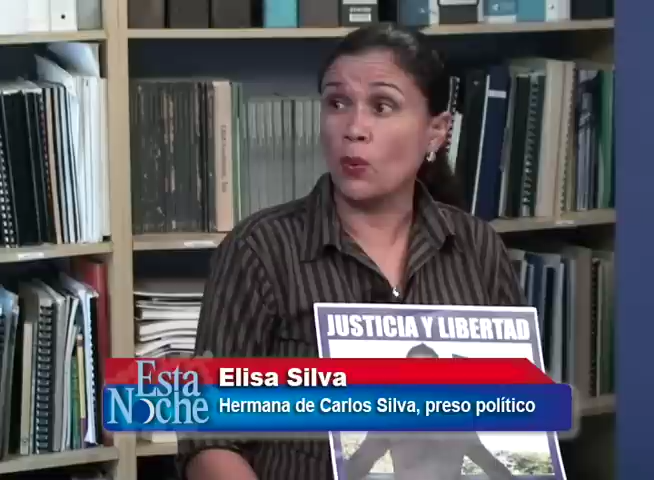 JUSTICIA Y LIBERTAD
Esta Noche
Elisa Silva
Hermana de Carlos Silva, preso político